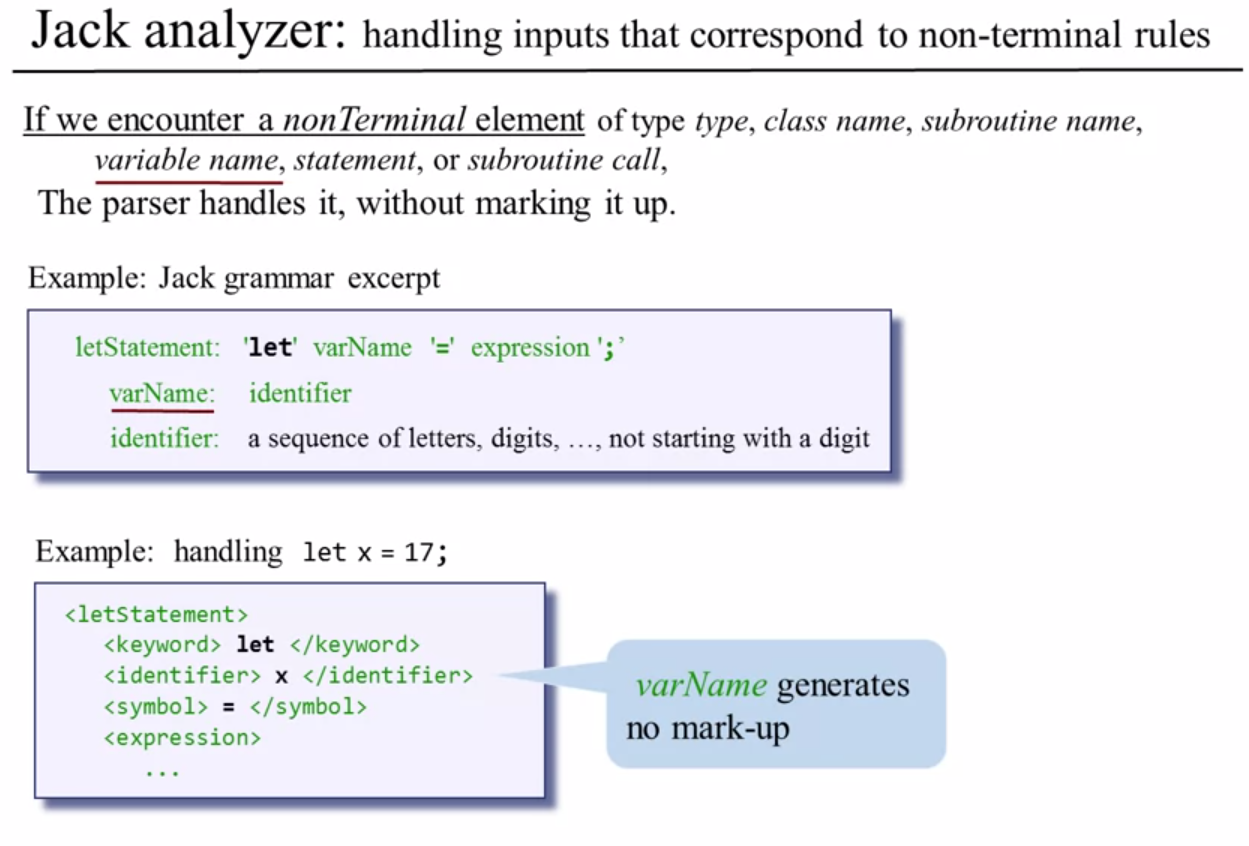 Jack analyzer: handling inputs that correspond to non-terminal rules
If we encounter a nonTerminal element of type type, class name, subroutine name,
variable name, statement, or subroutine call,
The parser handles it, without marking it up.
Example: Jack grammar excerpt
letStatement: 'let' varName '=' expression ';’
varName: identifier
identifier: a sequence of letters, digits, …, not starting with a digit
Example: handling let x = 17;
<letStatement>
<keyword> let </keyword>
<identifier> x </identifier>
<symbol> = </symbol>
<expression>
...
varName generates
no mark-up